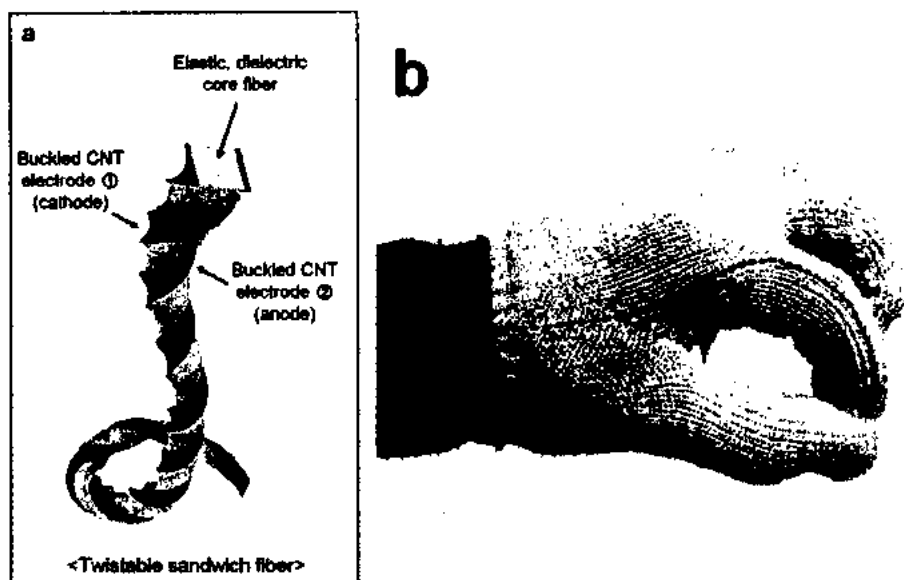 a
Elastic, dielectric
core fiber
Buckled CNT
electrode ①
(cathode)
Buckled CNT
electrode ②
(anode)
<Twistable sandwich fiber>
b